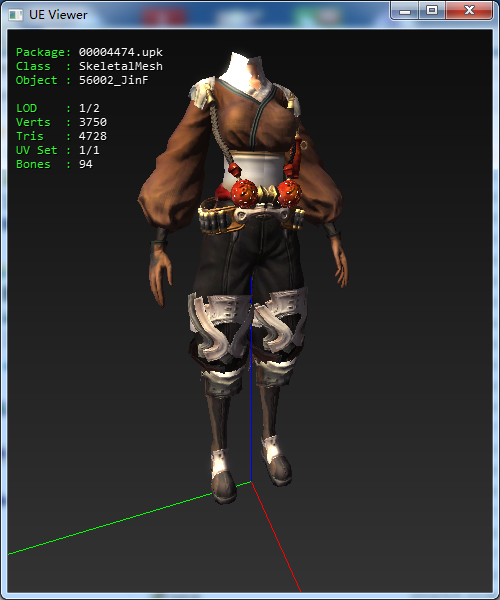 UE Viewer
Package: 00004474.upk
Class : SkeletalMesh
Object : 56002_JinF
LOD : 1/2
Verts : 3750
Tris : 4728
UV Set : 1/1
Bones : 94